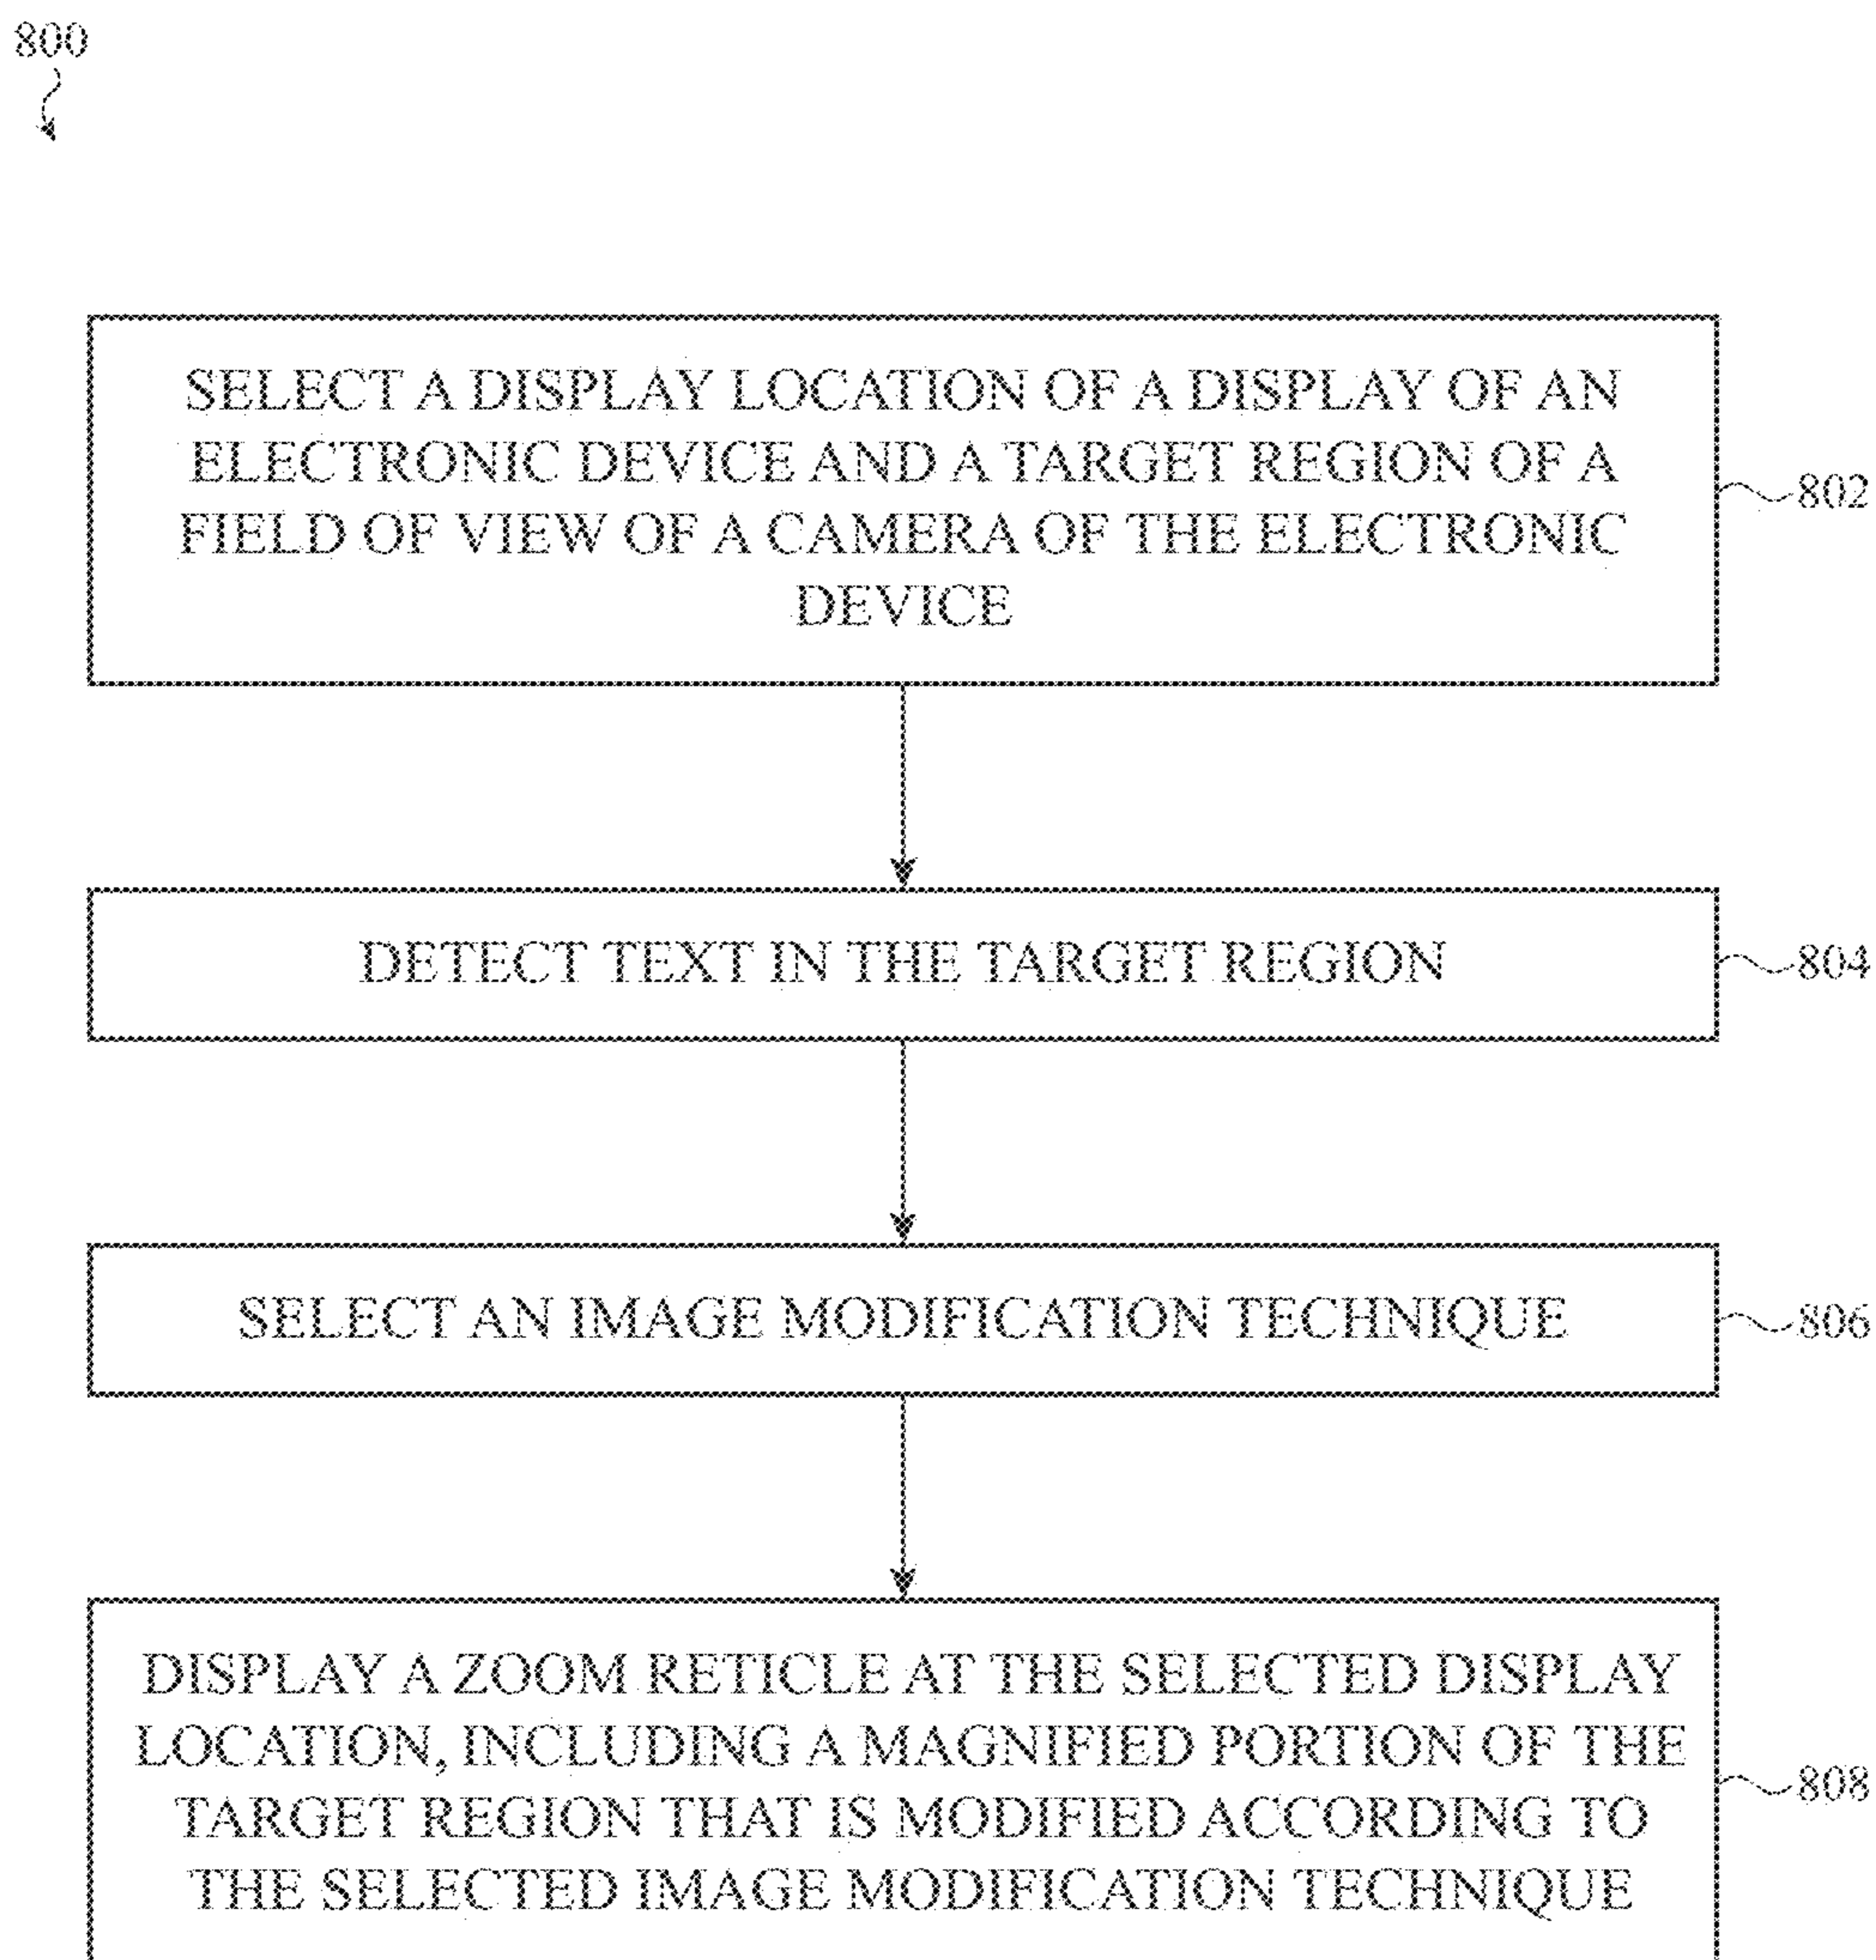 800
SELECT A DISPLAY LOCATION OF A DISPLAY OF AN
ELECTRONIC DEVICE AND A TARGET REGION OF A
FIELD OF VIEW OF A CAMERA OF THE ELECTRONIC
DEVICE
802
DETECT TEXT IN THE TARGET REGION
804
SELECT AN IMAGE MODIFICATION TECHNIQUE
806
DISPLAY A ZOOM RETICLE AT THE SELECTED DISPLAY
LOCATION, INCLUDING A MAGNIFIED PORTION OF THE
TARGET REGION THAT IS MODIFIED ACCORDING TO
THE SELECTED IMAGE MODIFICATION TECHNIQUE
808